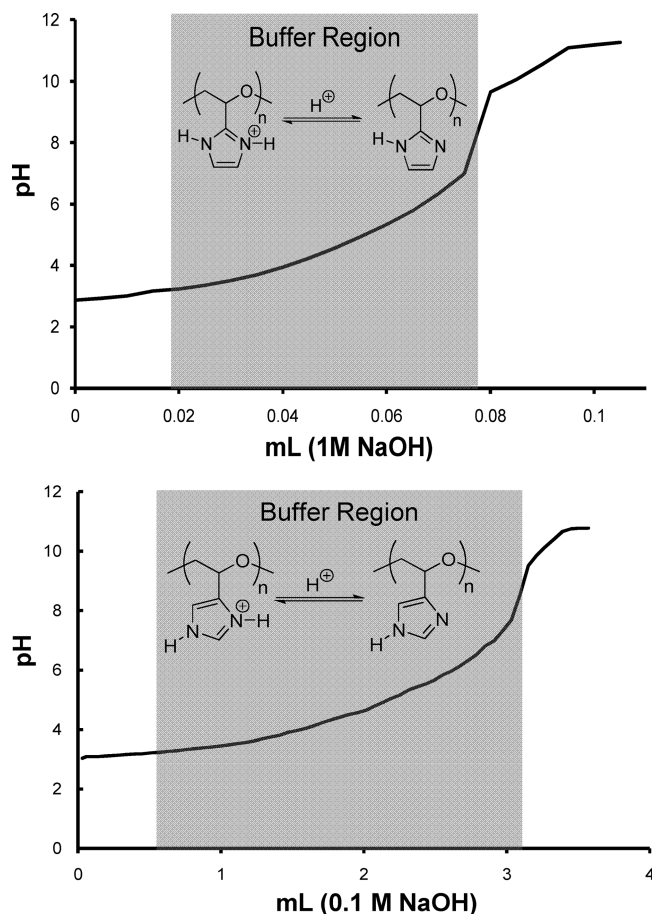 12
Buffer Region
10
O
n
H⊕
O
n
8
H-N
⊕
N-H
H-N
N
pH
6
4
2
0
0
0.02
0.04
0.06
0.08
0.1
mL (1M NaOH)
12
Buffer Region
10
O
n
H⊕
O
n
8
⊕
N-H
N
H
N
H
N
pH
6
4
2
0
0
1
2
3
4
mL (0.1 M NaOH)